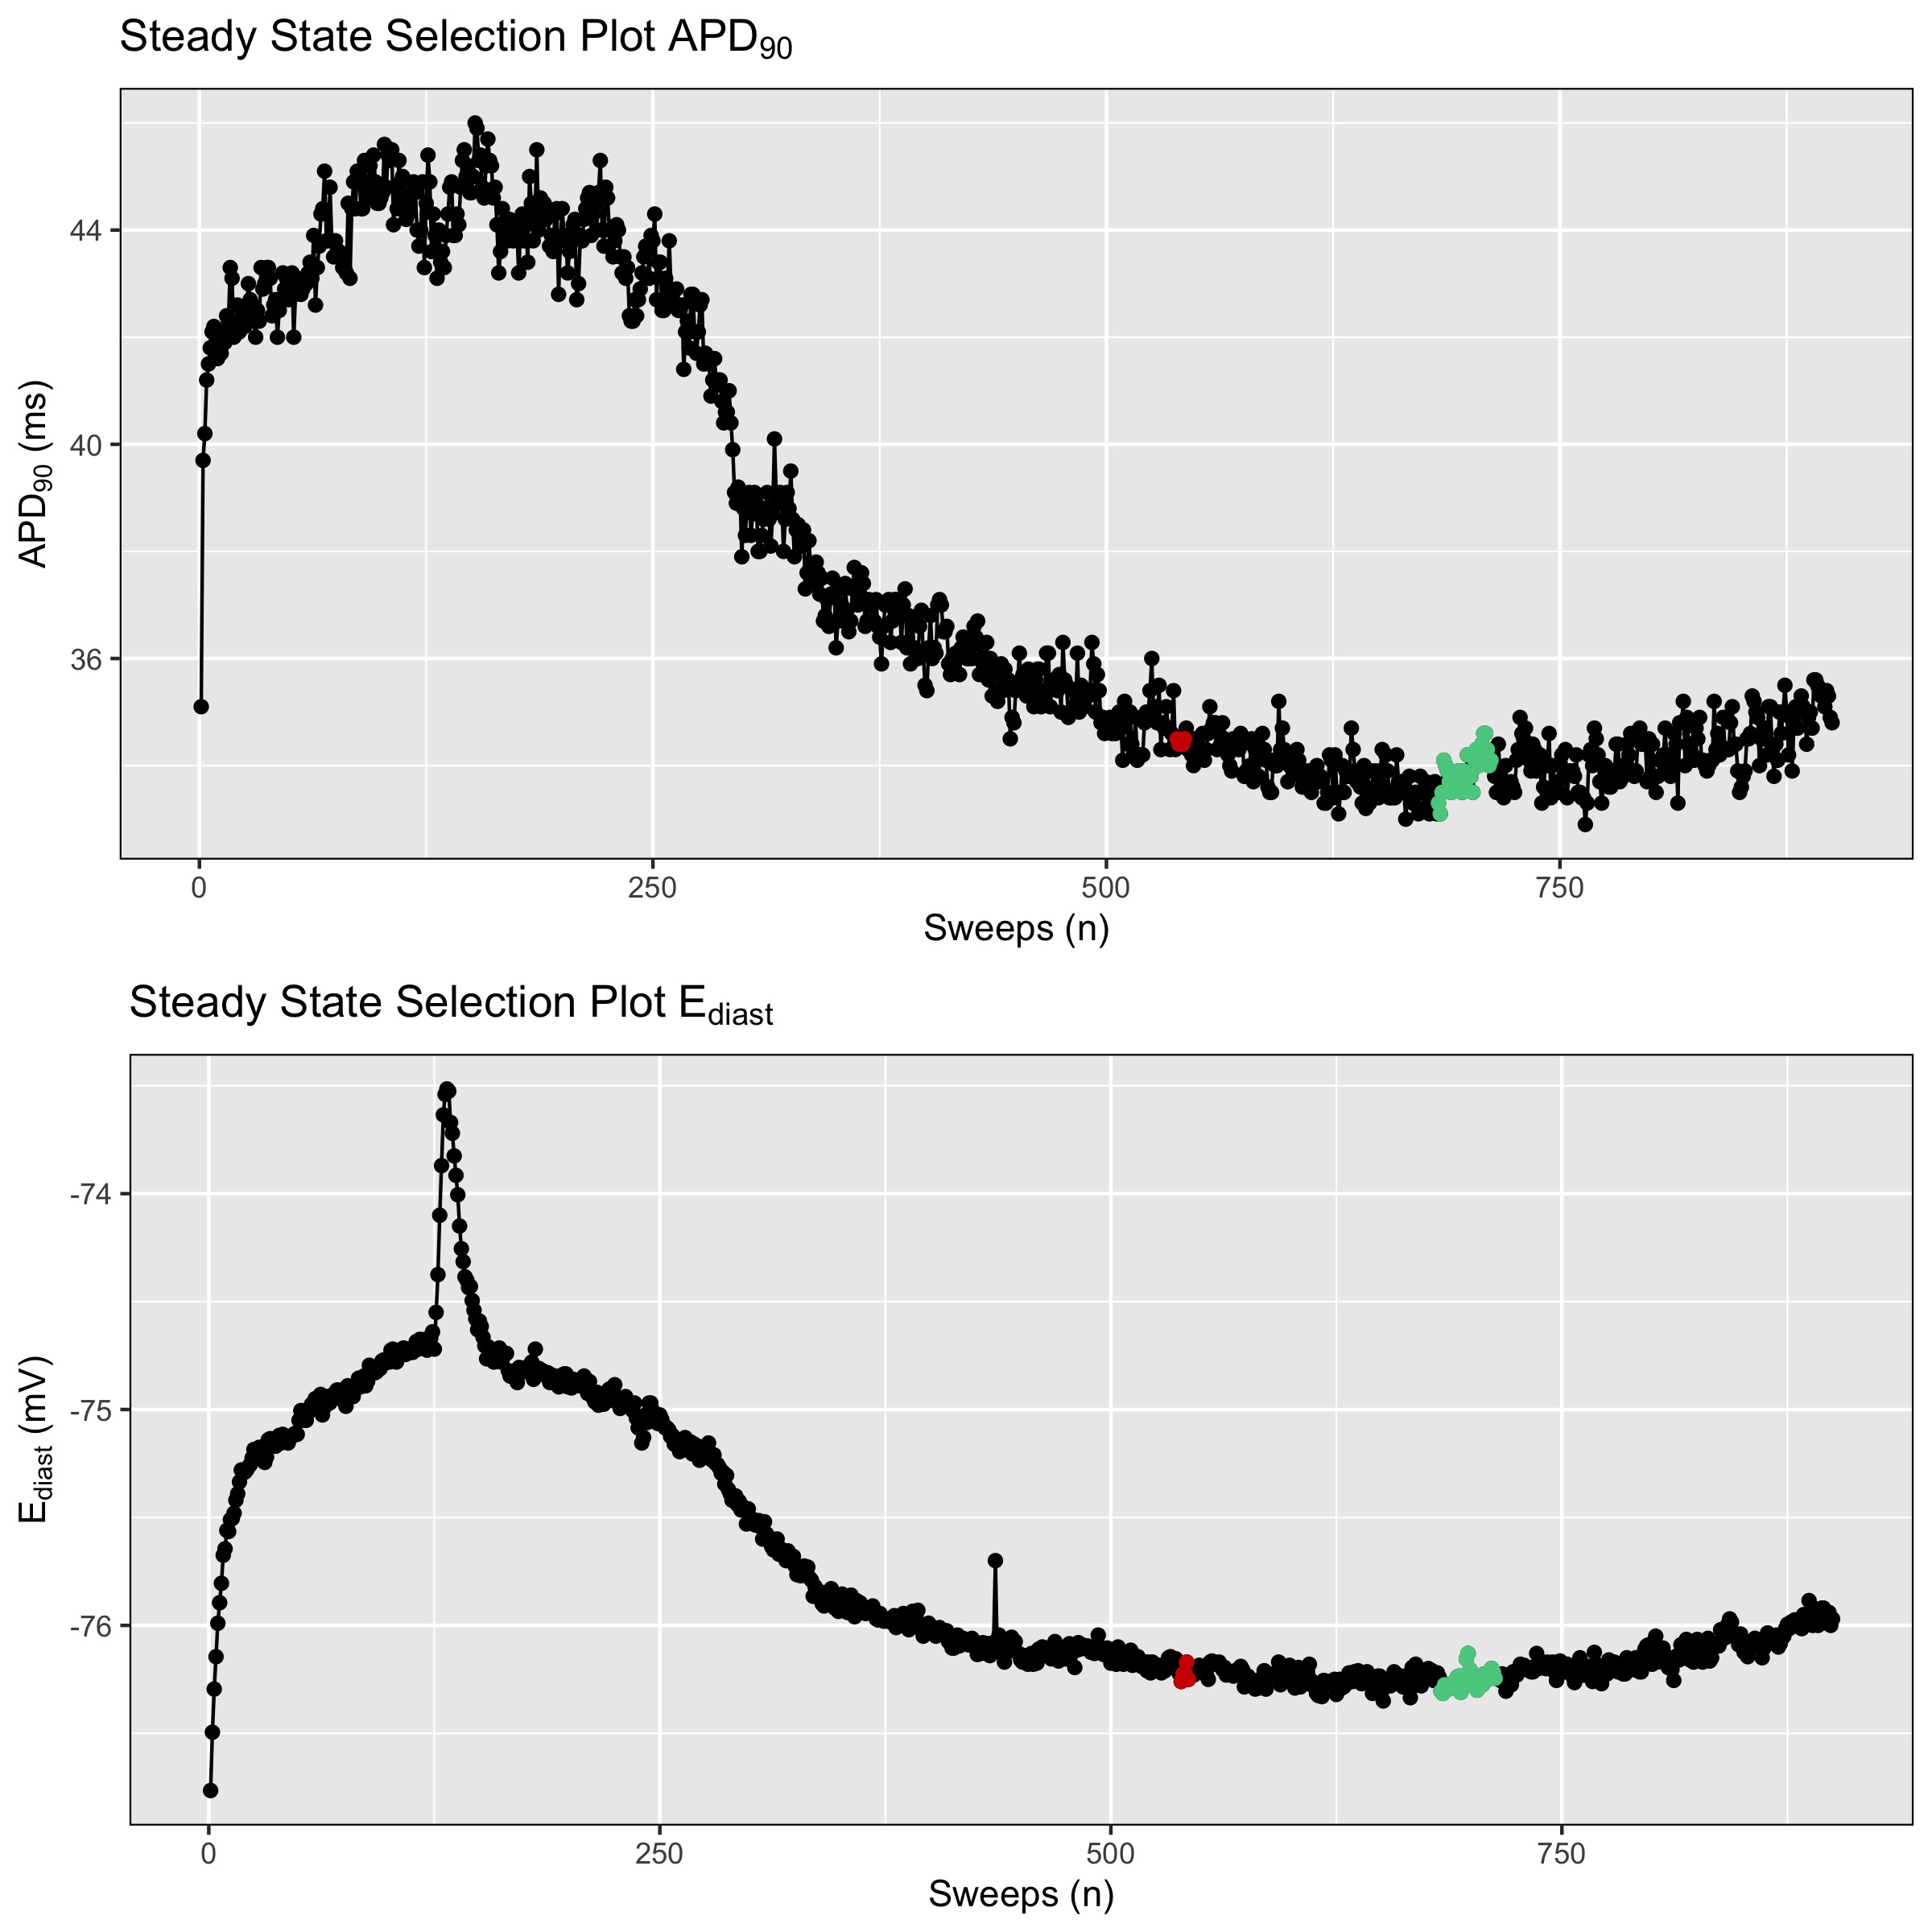 Steady State Selection Plot APD90
44
40
36
APD90 (ms)
0 250 500 750
Sweeps (n)
Steady State Selection Plot Ediast
-74
-75
-76
Ediast (mV)
0 250 500 750
Sweeps (n)